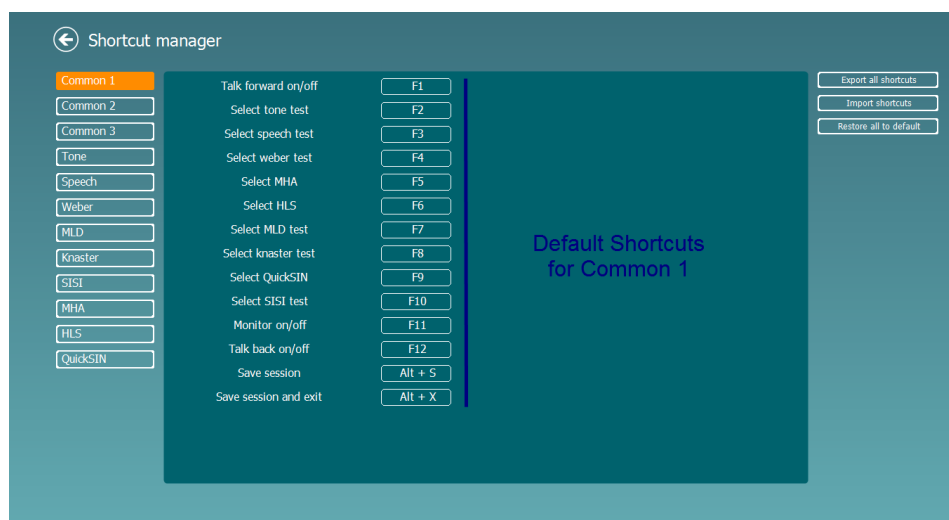 Shortcut manager
Common 1
Common 2
Common 3
Tone
Speech
Weber
MLD
Knaster
SISI
MHA
HLS
QuickSIN
Talk forward on/off F1
Select tone test F2
Select speech test F3
Select weber test F4
Select MHA F5
Select HLS F6
Select MLD test F7
Select knaster test F8
Select QuickSIN F9
Select SISI test F10
Monitor on/off F11
Talk back on/off F12
Save session Alt + S
Save session and exit Alt + X
Default Shortcuts
for Common 1
Export all shortcuts
Import shortcuts
Restore all to default